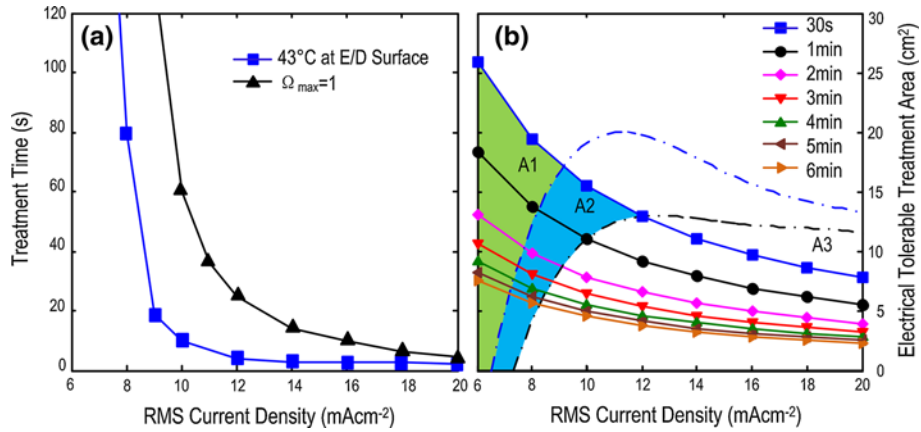 (a)
43°C at E/D Surface
Ωmax=1
Treatment Time (s)
120
100
80
60
40
20
0
6 8 10 12 14 16 18 20
RMS Current Density (mAcm-2)
(b)
30s
1min
2min
3min
4min
5min
6min
A1
A2
A3
30
25
20
15
10
5
0
Electrical Tolerable Treatment Area (cm2)
6 8 10 12 14 16 18 20
RMS Current Density (mAcm-2)